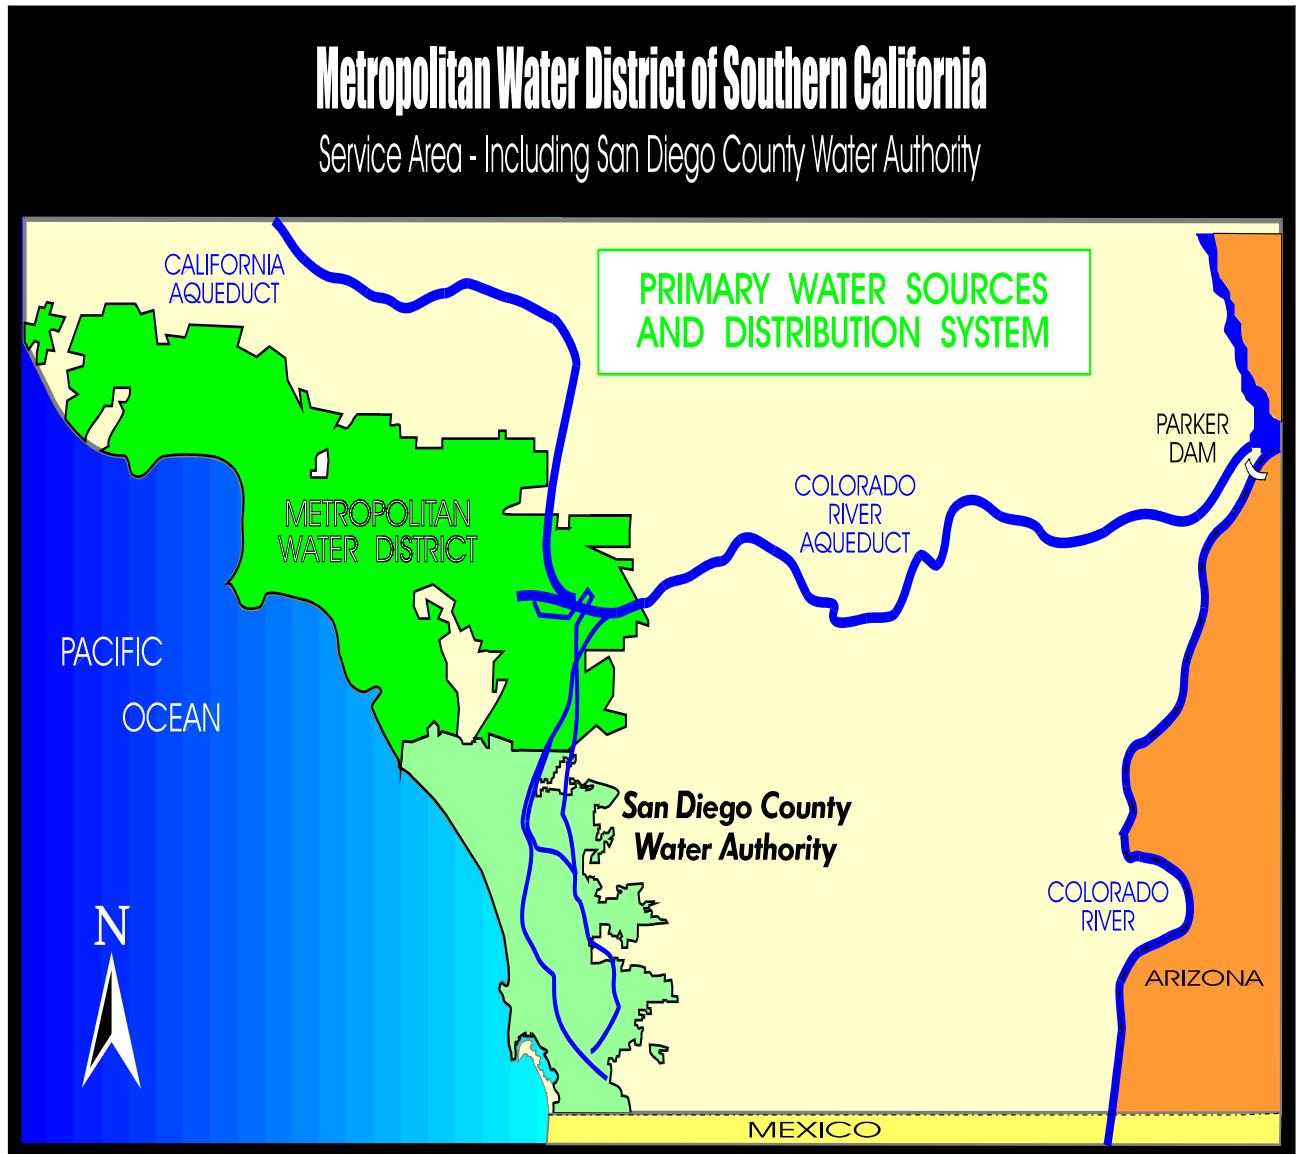 Metropolitan Water District of Southern California
Service Area - Including San Diego County Water Authority
CALIFORNIA
AQUEDUCT
PRIMARY WATER SOURCES
AND DISTRIBUTION SYSTEM
PARKER
DAM
COLORADO
RIVER
AQUEDUCT
METROPOLITAN
WATER DISTRICT
PACIFIC
OCEAN
San Diego County
Water Authority
COLORADO
RIVER
N
ARIZONA
MEXICO